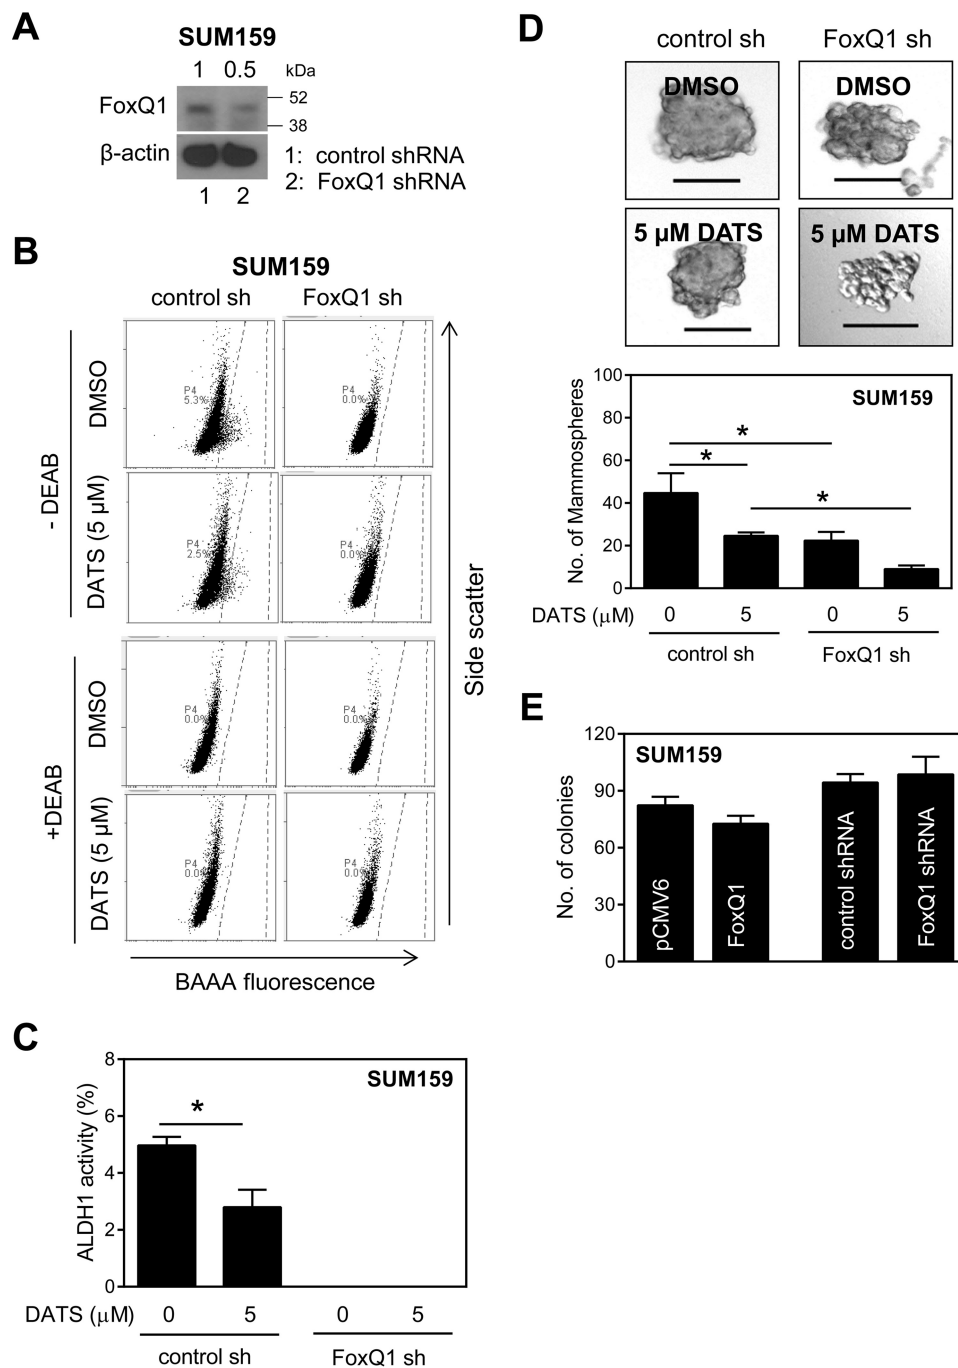 A
SUM159
1 0.5 kDa
FoxQ1
52
38
β-actin
1: control shRNA
2: FoxQ1 shRNA
1 2
B
SUM159
control sh FoxQ1 sh
- DEAB
DMSO
P4
5.3%
P4
0.0%
DATS (5 µM)
P4
2.5%
P4
0.0%
+DEAB
DMSO
P4
0.0%
P4
0.0%
DATS (5 µM)
P4
0.0%
P4
0.0%
Side scatter
BAAA fluorescence
C
SUM159
ALDH1 activity (%)
8
6
4
2
0
*
DATS (µM) 0 5 0 5
control sh FoxQ1 sh
D
control sh FoxQ1 sh
DMSO DMSO
5 µM DATS 5 µM DATS
SUM159
No. of Mammospheres
100
80
60
40
20
0
*
*
*
DATS (µM) 0 5 0 5
control sh FoxQ1 sh
E
SUM159
No. of colonies
120
90
60
30
0
pCMV6
FoxQ1
control shRNA
FoxQ1 shRNA